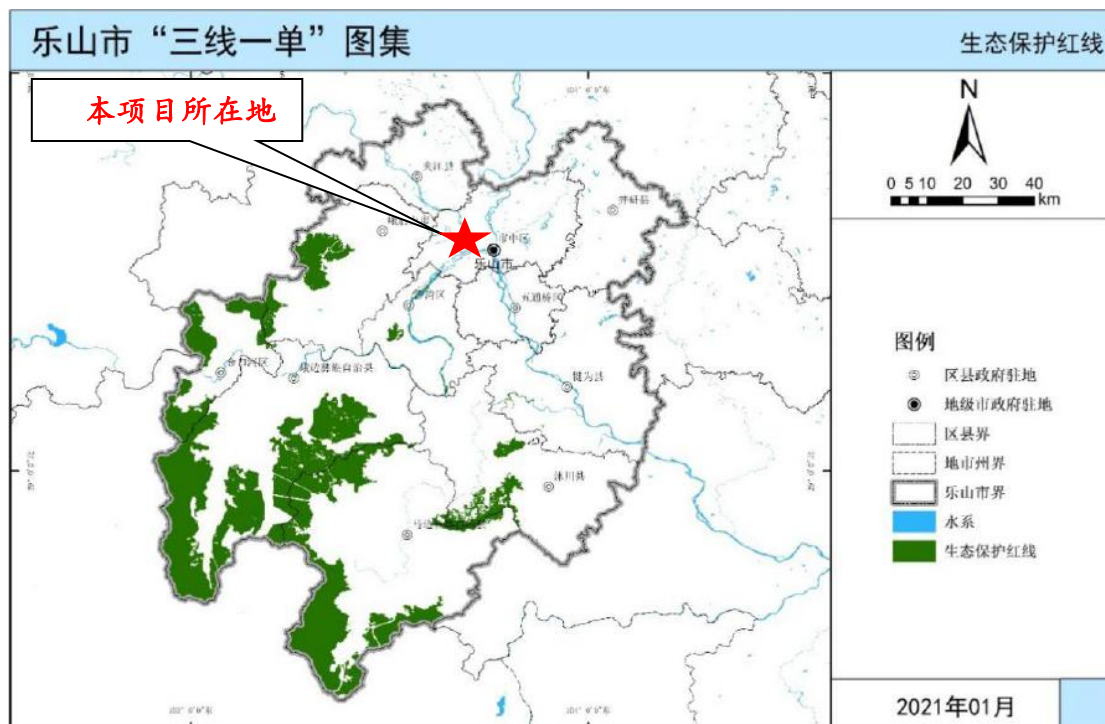 乐山市“三线一单”图集
生态保护红线
本项目所在地
N
0 5 10 20 30 40
km
夹江县
井研县
市中区
乐山市
沙湾区
五通桥区
金口河区
峨边彝族自治县
犍为县
沐川县
图例
区县政府驻地
地级市政府驻地
区县界
地市州界
乐山市界
水系
生态保护红线
2021年01月